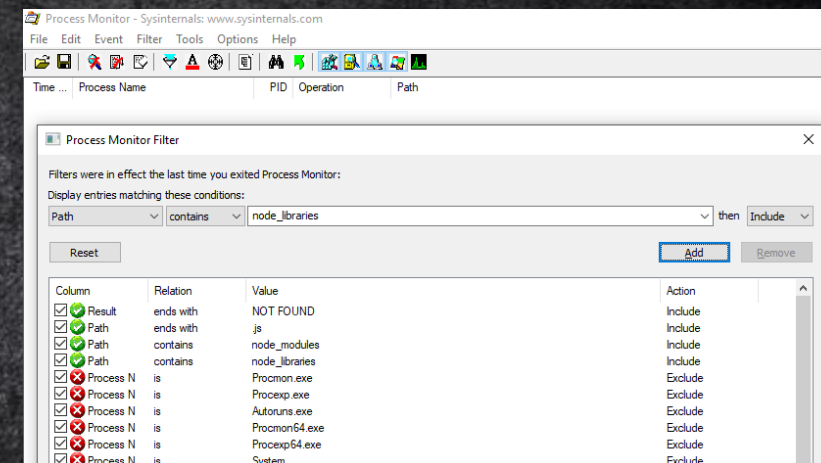 Process Monitor - Sysinternals: www.sysinternals.com
File Edit Event Filter Tools Options Help
Time ... Process Name PID Operation Path
Process Monitor Filter
Filters were in effect the last time you exited Process Monitor:
Display entries matching these conditions:
Path contains node_libraries then Include
Reset Add Remove
Column Relation Value Action
Result ends with NOT FOUND Include
Path ends with .js Include
Path contains node_modules Include
Path contains node_libraries Include
Process N is Procmon.exe Exclude
Process N is Procexp.exe Exclude
Process N is Autoruns.exe Exclude
Process N is Procmon64.exe Exclude
Process N is Procexp64.exe Exclude
Process N is System Exclude